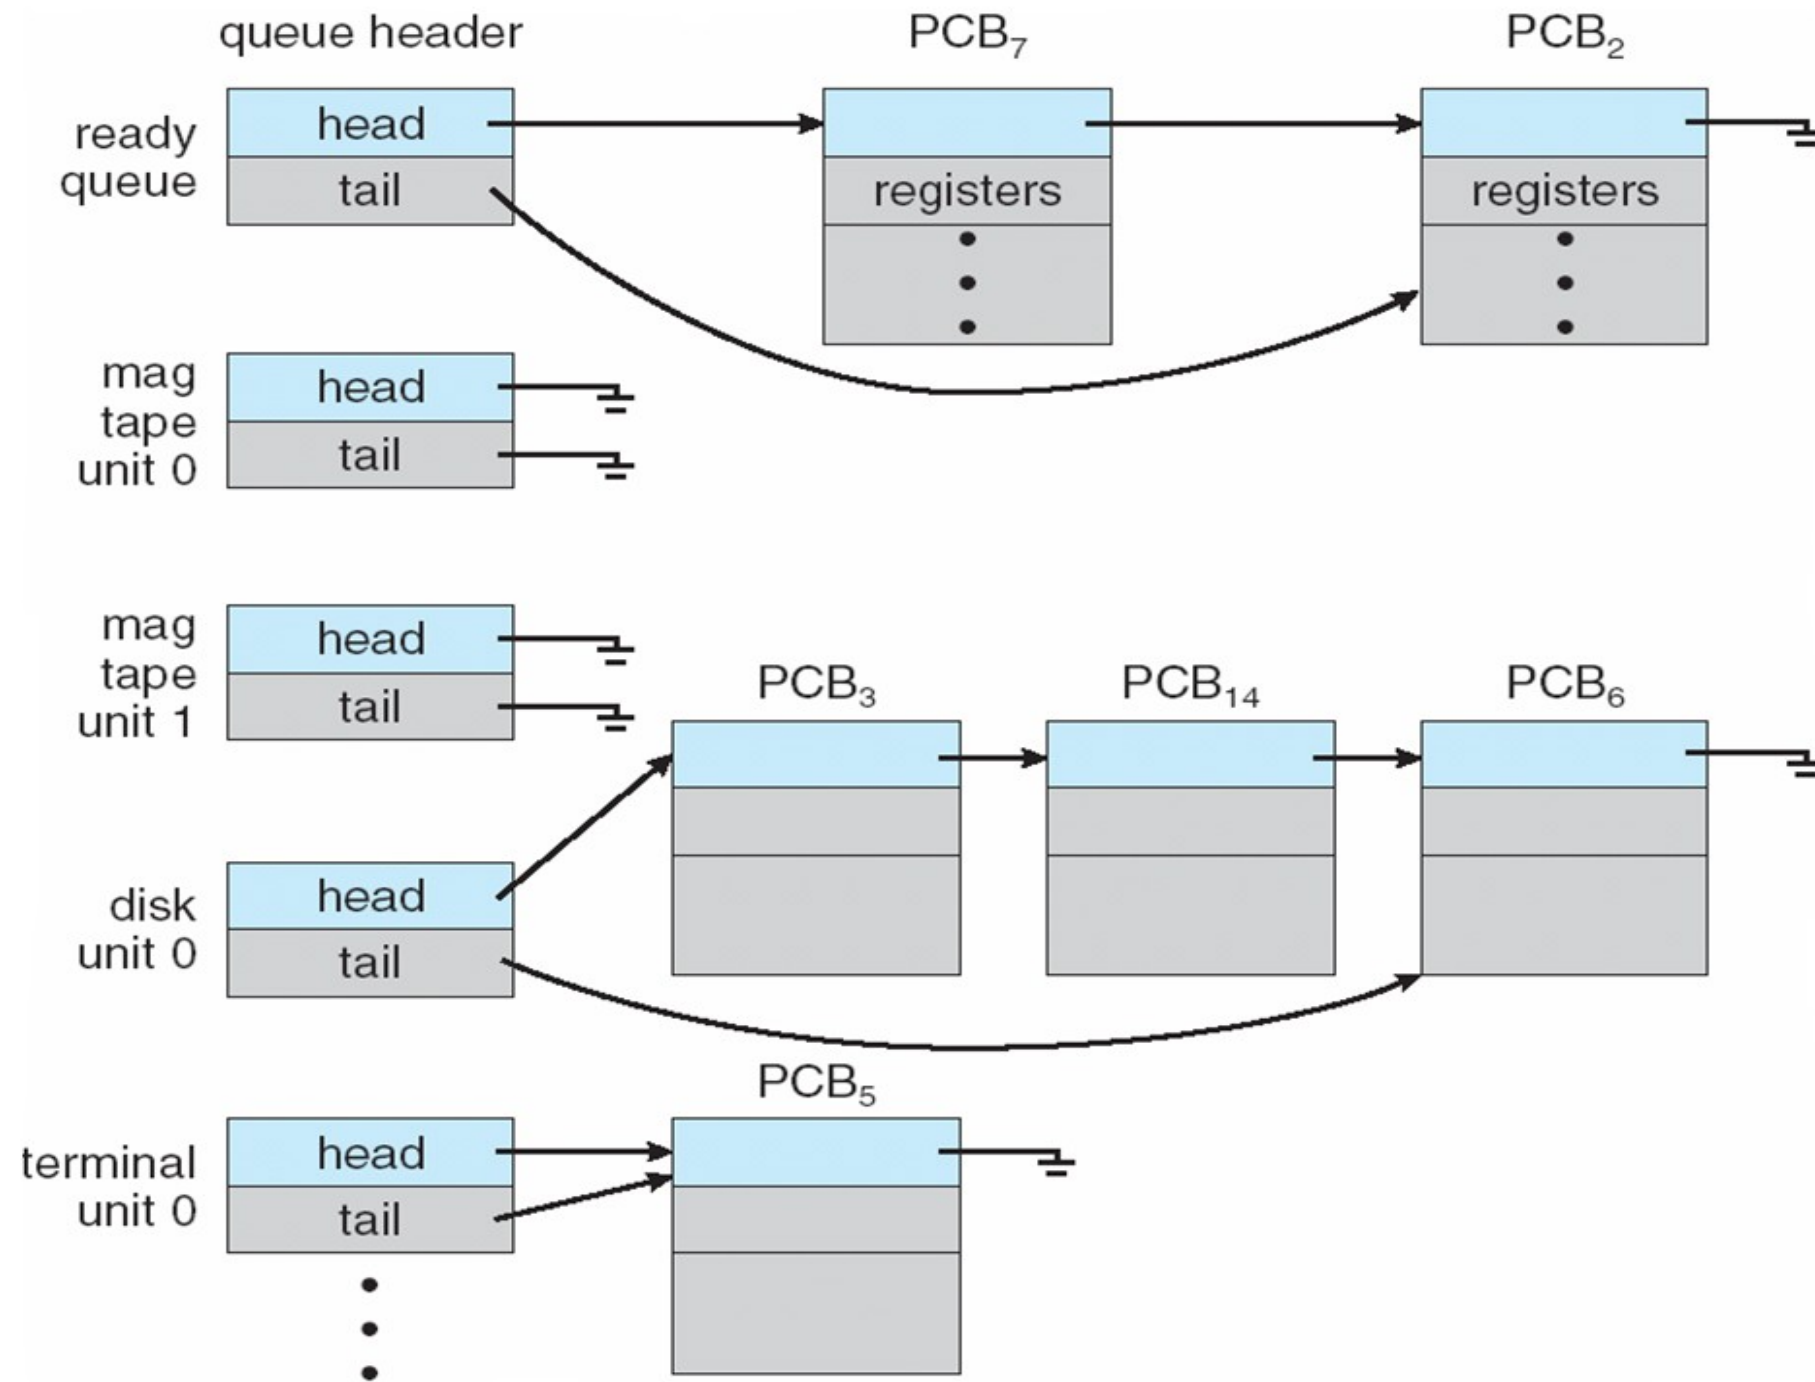 queue header
PCB₇
PCB₂
ready
queue
head
tail
registers
registers
mag
tape
unit 0
head
tail
mag
tape
unit 1
head
tail
PCB₃
PCB₁₄
PCB₆
disk
unit 0
head
tail
PCB₅
terminal
unit 0
head
tail